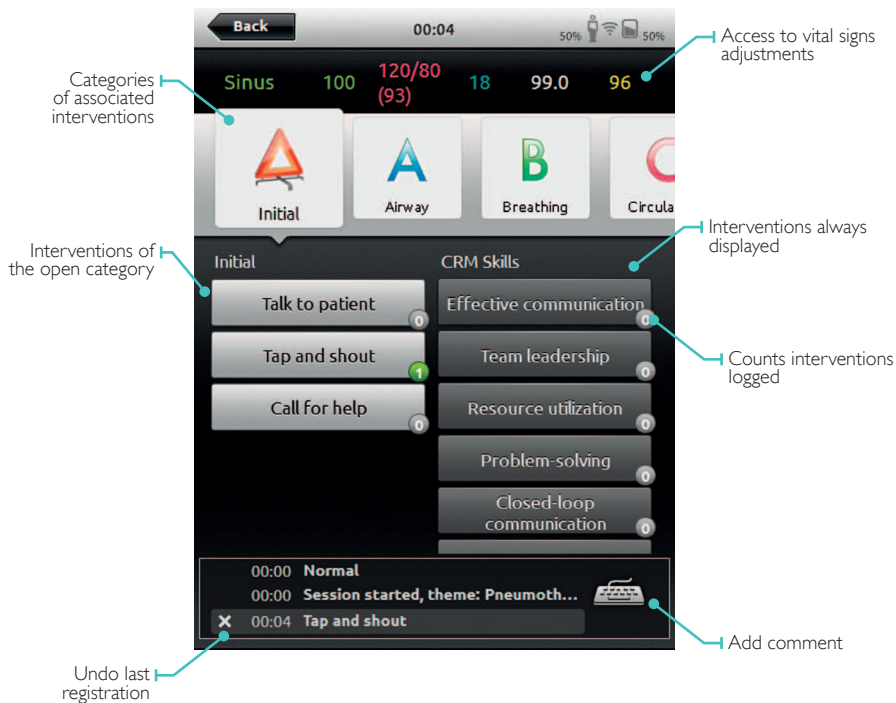 Back
00:04
50%
50%
Access to vital signs
adjustments
Sinus
100
120/80
(93)
18
99.0
96
Categories
of associated
interventions
A
B
C
Initial
Airway
Breathing
Circula
Interventions always
displayed
Interventions of
the open category
Initial
CRM Skills
Talk to patient
0
Effective communication
0
Tap and shout
1
Team leadership
0
Counts interventions
logged
Call for help
0
Resource utilization
0
Problem-solving
0
Closed-loop
communication
0
00:00 Normal
00:00 Session started, theme: Pneumoth...
00:04 Tap and shout
Add comment
Undo last
registration